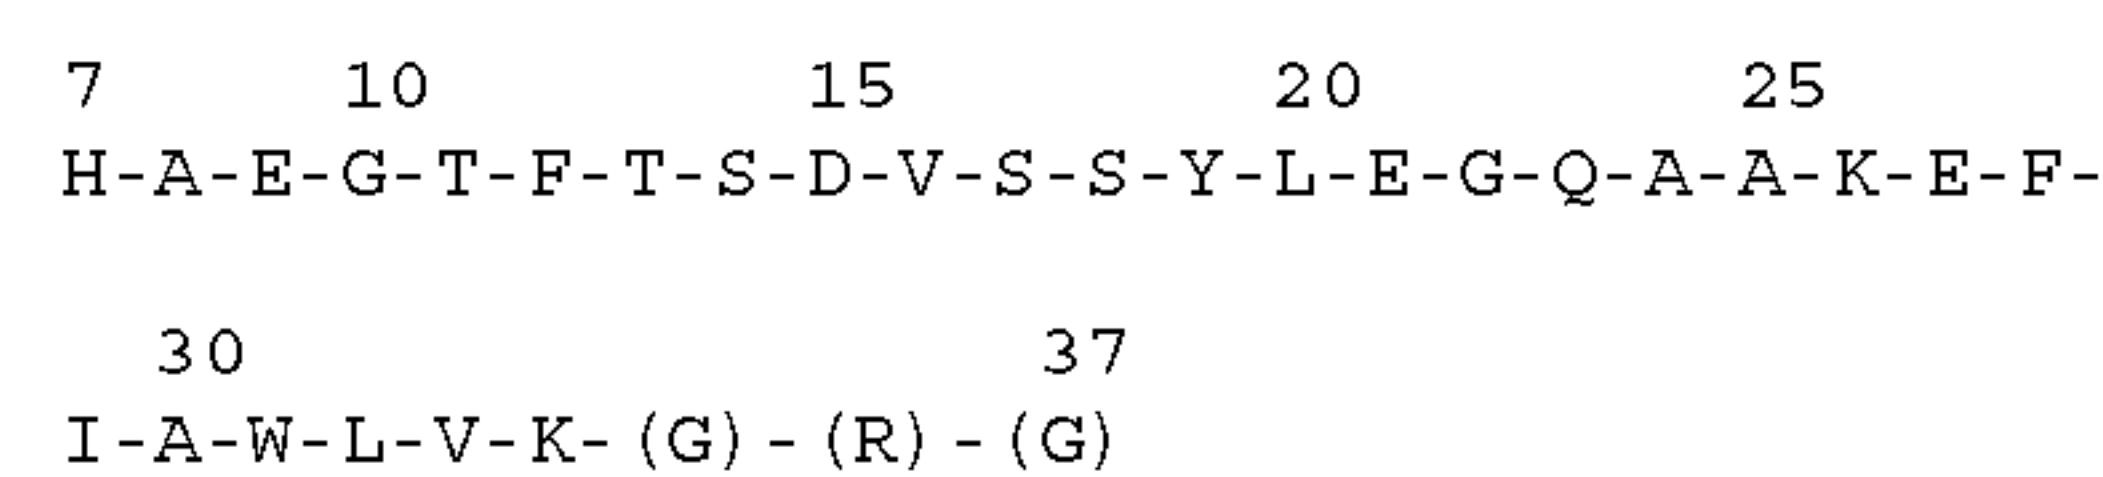 7 10 15 20 25
H-A-E-G-T-F-T-S-D-V-S-S-Y-L-E-G-Q-A-A-K-E-F-
30 37
I-A-W-L-V-K-(G)-(R)-(G)